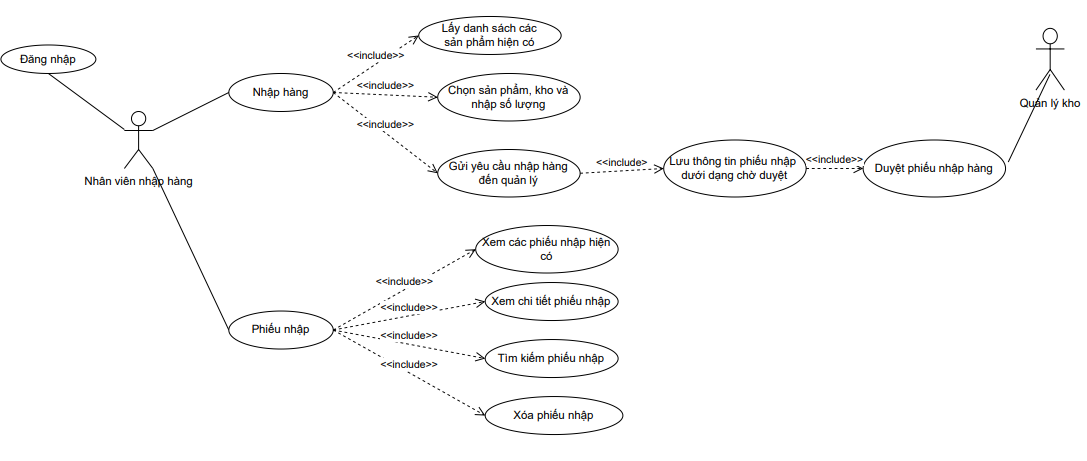 Lấy danh sách các
sản phẩm hiện có
<<include>>
Đăng nhập
Nhập hàng
<<include>>
Chọn sản phẩm, kho và
nhập số lượng
Quản lý kho
<<include>>
Nhân viên nhập hàng
Gửi yêu cầu nhập hàng
đến quản lý
<<include>
Lưu thông tin phiếu nhập
dưới dạng chờ duyệt
<<include>>
Duyệt phiếu nhập hàng
Xem các phiếu nhập hiện
có
<<include>>
Xem chi tiết phiếu nhập
<<include>>
Phiếu nhập
<<include>>
Tìm kiếm phiếu nhập
<<include>>
Xóa phiếu nhập